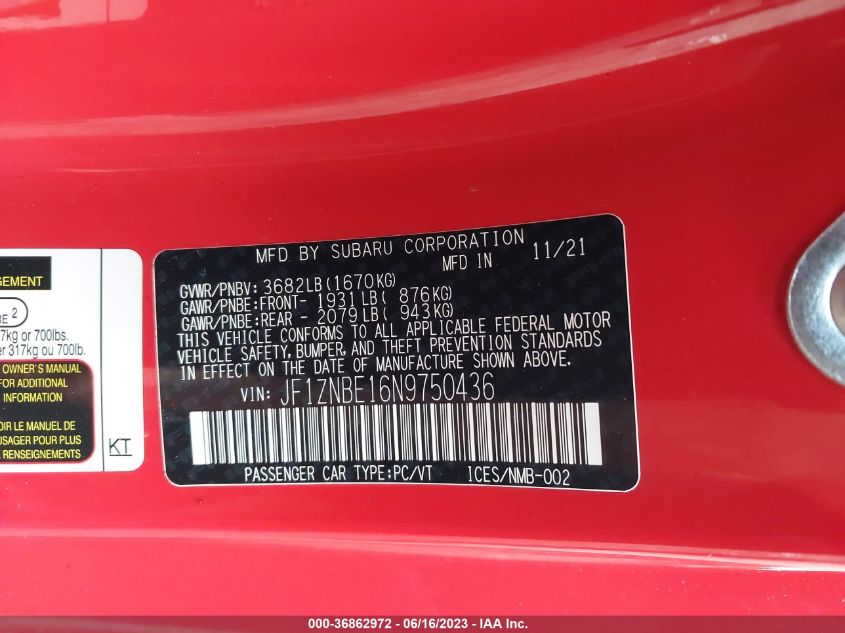 GEMENT
RE 2
7kg or 700lbs.
er 317kg ou 700lb.
OWNER'S MANUAL
FOR ADDITIONAL
INFORMATION
OIR LE MANUEL DE
USAGER POUR PLUS
RENSEIGNEMENTS
KT
MFD BY SUBARU CORPORATION
MFD IN 11/21
GVWR/PNBV: 3682LB(1670KG)
GAWR/PNBE:FRONT- 1931LB( 876KG)
GAWR/PNBE:REAR - 2079LB( 943KG)
THIS VEHICLE CONFORMS TO ALL APPLICABLE FEDERAL MOTOR
VEHICLE SAFETY, BUMPER, AND THEFT PREVENTION STANDARDS
IN EFFECT ON THE DATE OF MANUFACTURE SHOWN ABOVE.
VIN: JF1ZNBE16N9750436
PASSENGER CAR TYPE:PC/VT ICES/NMB-002
000-36862972 - 06/16/2023 - IAA Inc.